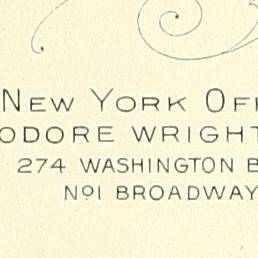 New York Off
ODORE WRIGHT
274 WASHINGTON B
No1 BROADWAY